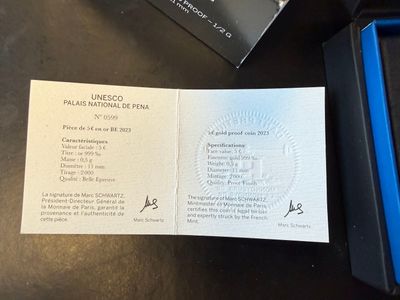 PROOF - 1/2 G
11 mm
UNESCO
PALAIS NATIONAL DE PENA
N° 0599
Pièce de 5 € en or BE 2023
Caractéristiques
Valeur faciale : 5 €
Titre : or 999 ‰
Masse : 0,5 g
Diamètre : 11 mm
Tirage : 2 000
Qualité : Belle Epreuve
La signature de Marc SCHWARTZ,
Président-Directeur Général de
la Monnaie de Paris, garantit la
provenance et l'authenticité de
cette pièce.
Marc Schwartz
5€ gold proof coin 2023
Specifications
Face value: 5 €
Fineness: gold 999 ‰
Weight: 0,5 g
Diameter: 11 mm
Mintage: 2 000
Quality: Proof Finish
The signature of Marc SCHWARTZ,
Mintmaster of Monnaie de Paris,
certifies this coin is legal tender
and expertly struck by the French
Mint.
Marc Schwartz